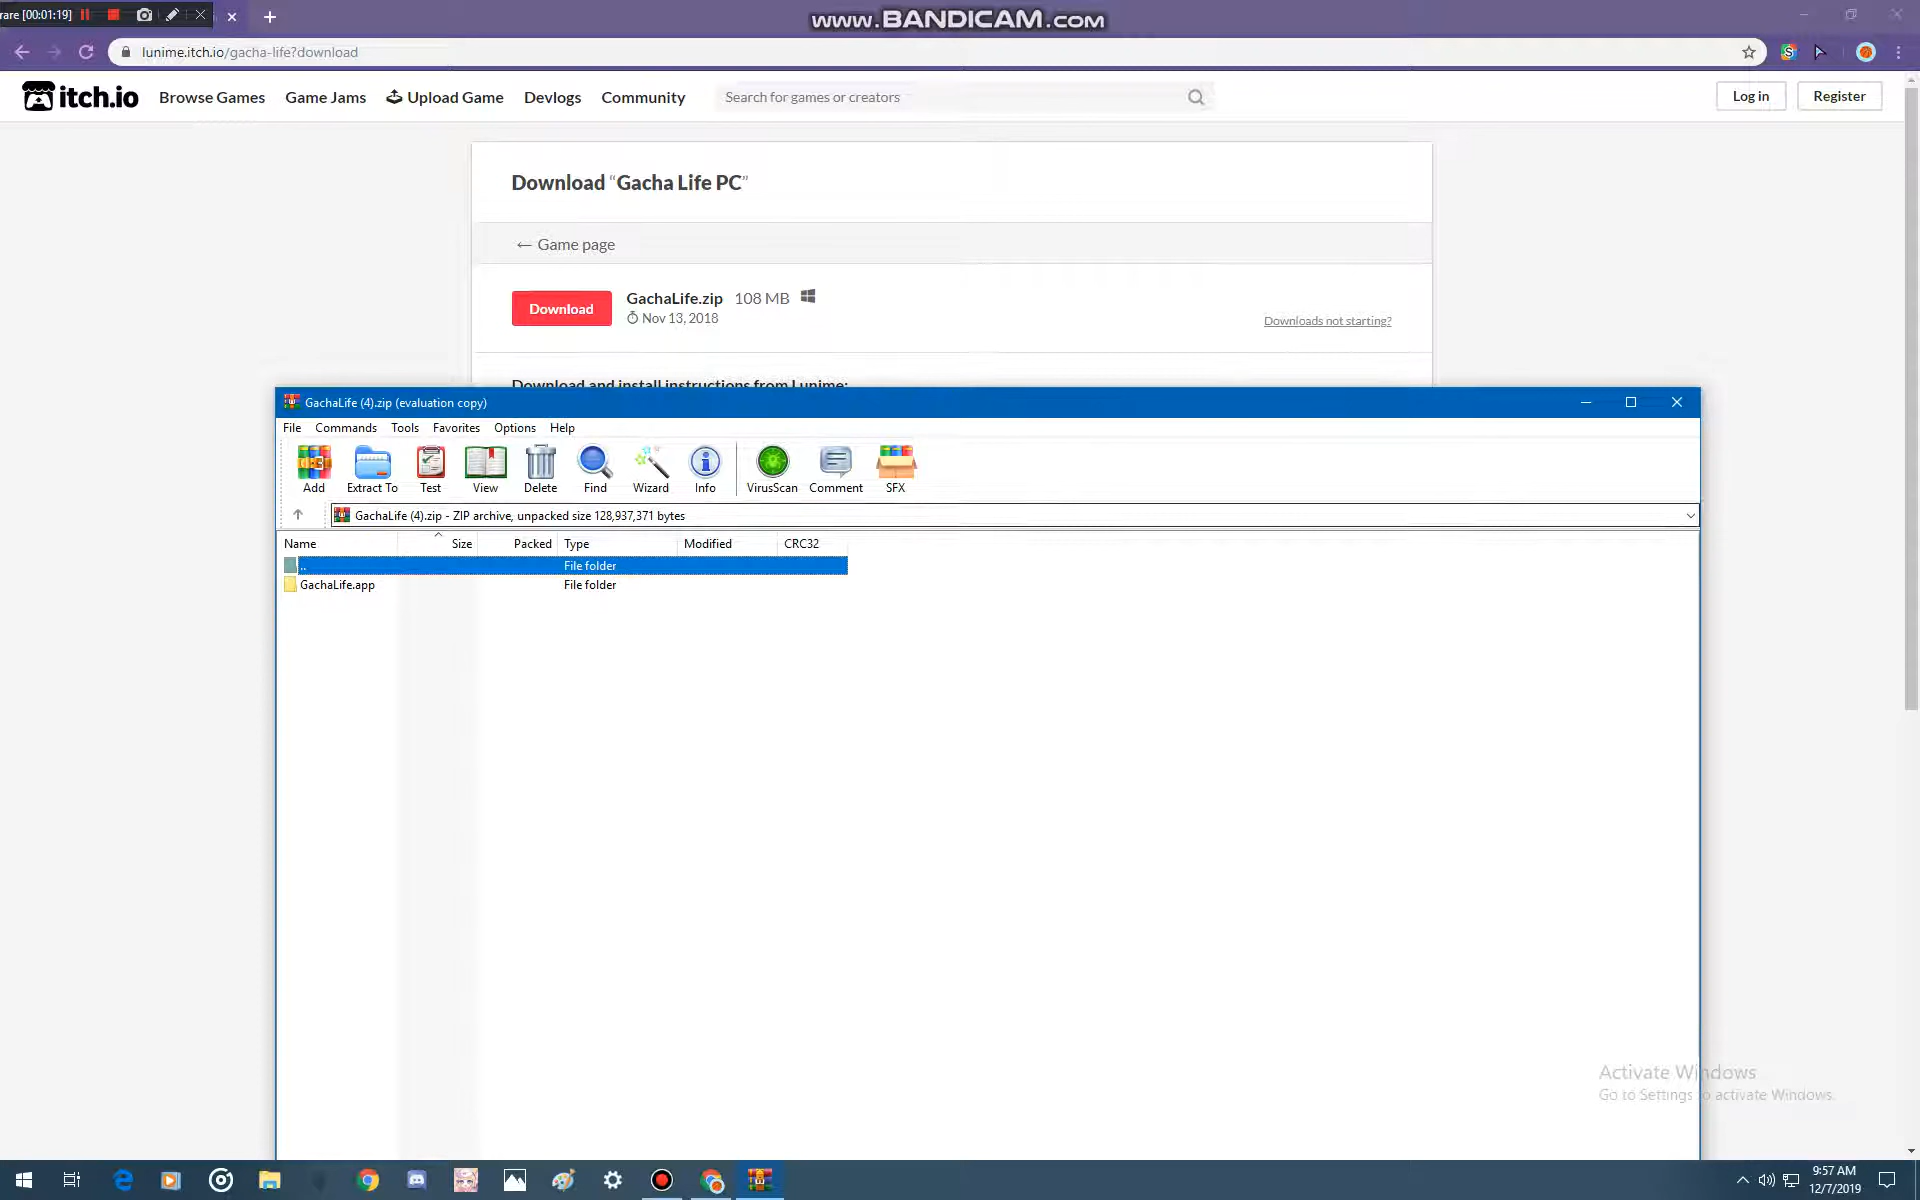 rare [00:01:19]
www.BANDICAM.com
lunime.itch.io/gacha-life?download
itch.io Browse Games Game Jams Upload Game Devlogs Community Search for games or creators Log in Register
Download “Gacha Life PC”
← Game page
Download GachaLife.zip 108 MB
Nov 13, 2018
Downloads not starting?
Download and install instructions from Lunime:
GachaLife (4).zip (evaluation copy)
File Commands Tools Favorites Options Help
Add Extract To Test View Delete Find Wizard Info VirusScan Comment SFX
GachaLife (4).zip - ZIP archive, unpacked size 128,937,371 bytes
Name Size Packed Type Modified CRC32
.. File folder
GachaLife.app File folder
Activate Windows
Go to Settings to activate Windows.
9:57 AM
12/7/2019